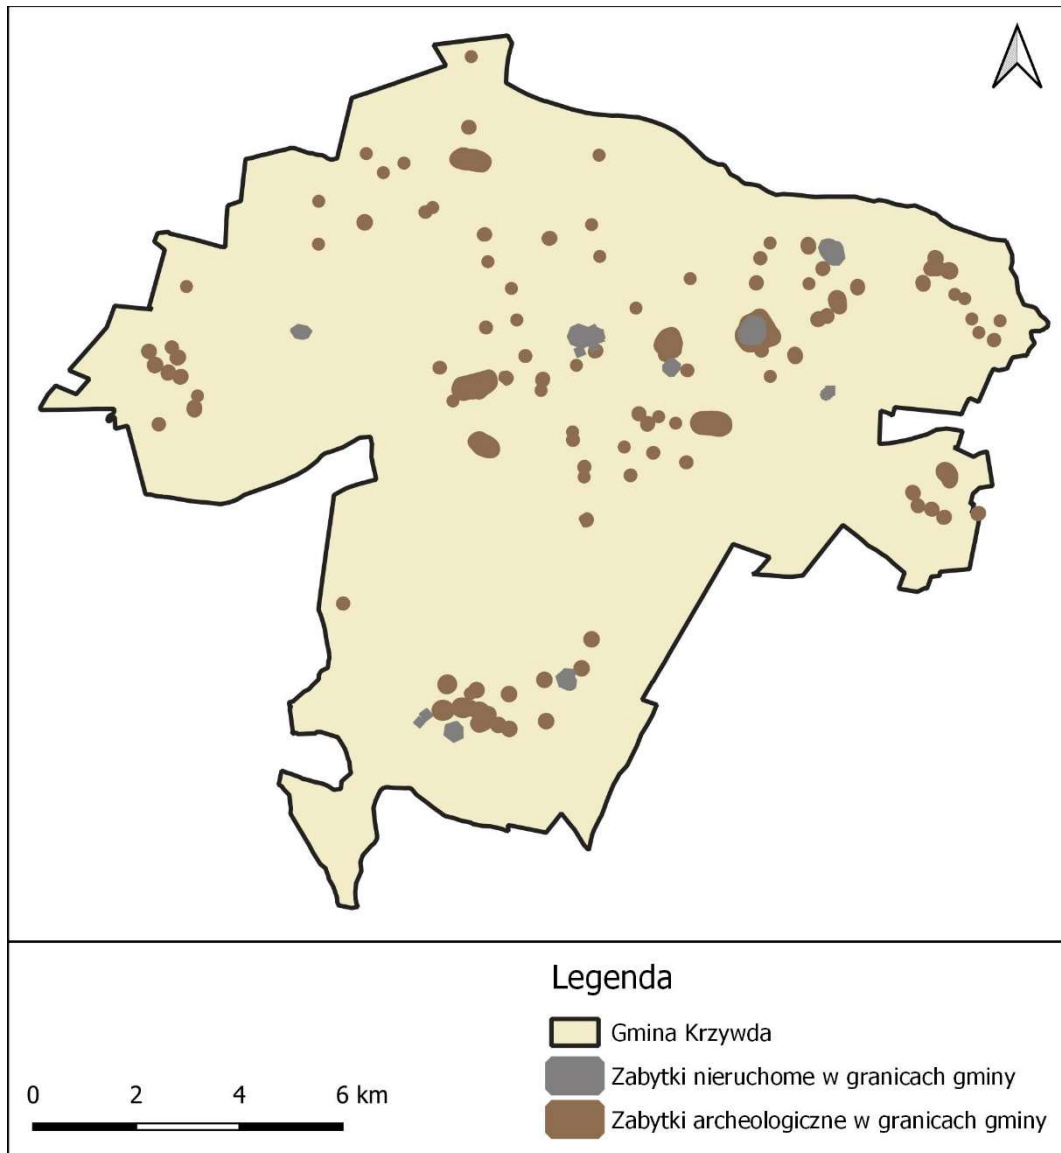 Legenda
Gmina Krzywda
Zabytki nieruchome w granicach gminy
Zabytki archeologiczne w granicach gminy
0 2 4 6 km